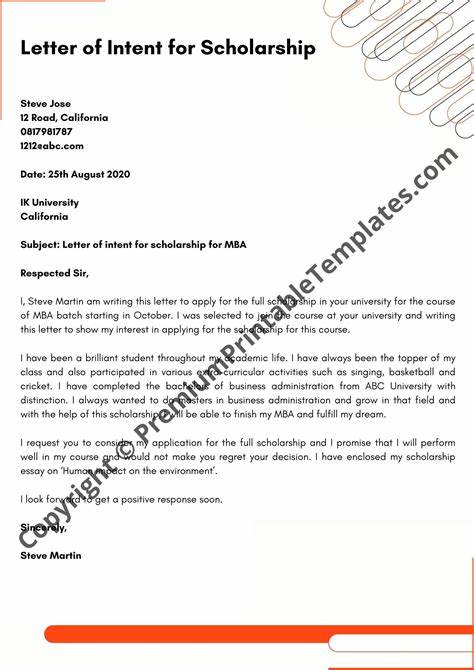 Letter of Intent for Scholarship
Steve Jose
12 Road, California
0817981787
1212@abc.com
Date: 25th August 2020
IK University
California
Subject: Letter of intent for scholarship for MBA
Respected Sir,
I, Steve Martin am writing this letter to apply for the full scholarship in your university for the course
of MBA batch starting in October. I was selected to join the course at your university and writing
this letter to show my interest in applying for the scholarship for this course.
I have been a brilliant student throughout my academic life. I have always been the topper of my
class and also participated in various extra-curricular activities such as singing, basketball and
cricket. I have completed the bachelors of business administration from ABC University with
distinction. I always wanted to do masters in business administration and grow in that field and
with the help of this scholarship I will be able to finish my MBA and fulfill my dream.
I request you to consider my application for the full scholarship and I promise that I will perform
well in my course and would not make you regret your decision. I have enclosed my scholarship
essay on ‘Human impact on the environment’.
I look forward to get a positive response soon.
Sincerely,
Steve Martin
Copyright © PremiumPrintableTemplates.com